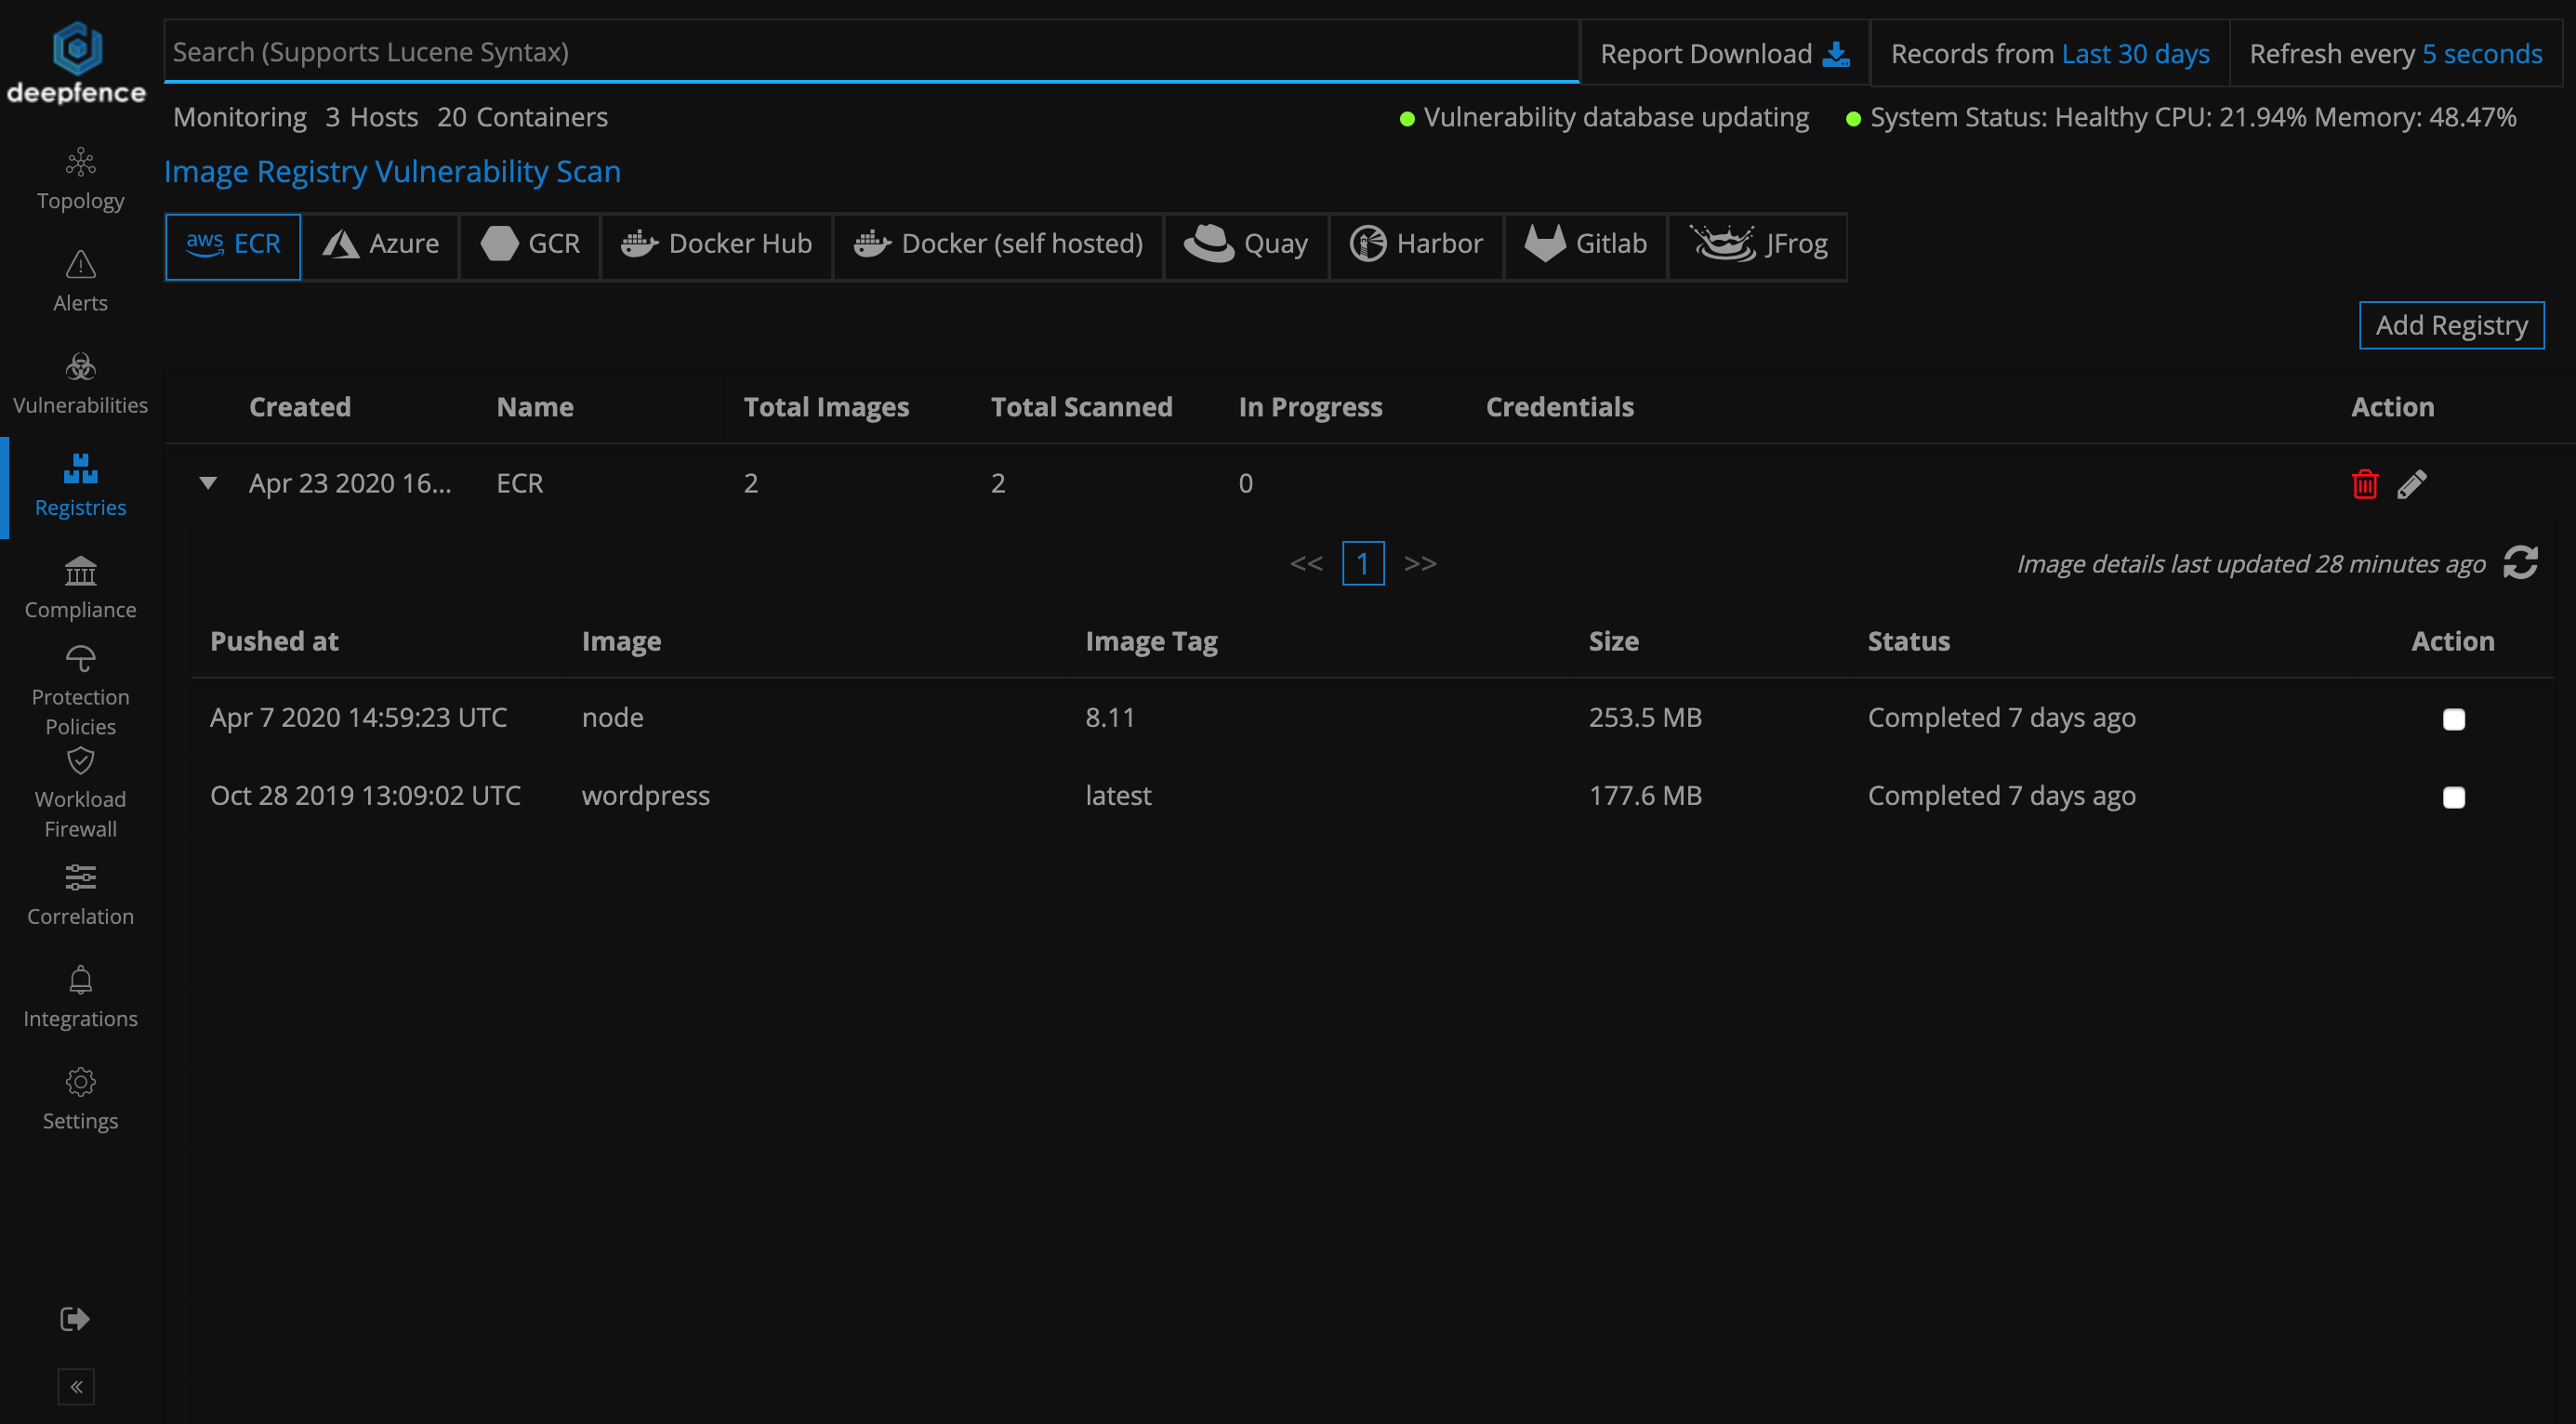 deepfence
Search (Supports Lucene Syntax)
Report Download
Records from Last 30 days
Refresh every 5 seconds
Monitoring 3 Hosts 20 Containers
Vulnerability database updating
System Status: Healthy CPU: 21.94% Memory: 48.47%
Topology
Alerts
Vulnerabilities
Registries
Compliance
Protection
Policies
Workload
Firewall
Correlation
Integrations
Settings
Image Registry Vulnerability Scan
aws ECR
Azure
GCR
Docker Hub
Docker (self hosted)
Quay
Harbor
Gitlab
JFrog
Add Registry
Created Name Total Images Total Scanned In Progress Credentials Action
Apr 23 2020 16... ECR 2 2 0
<< 1 >>
Image details last updated 28 minutes ago
Pushed at Image Image Tag Size Status Action
Apr 7 2020 14:59:23 UTC node 8.11 253.5 MB Completed 7 days ago
Oct 28 2019 13:09:02 UTC wordpress latest 177.6 MB Completed 7 days ago